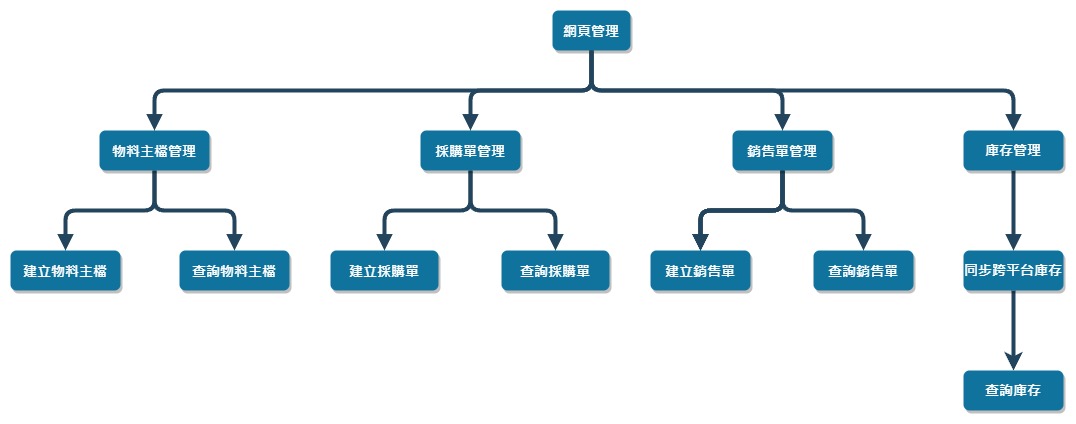 網頁管理
物料主檔管理
採購單管理
銷售單管理
庫存管理
建立物料主檔
查詢物料主檔
建立採購單
查詢採購單
建立銷售單
查詢銷售單
同步跨平台庫存
查詢庫存